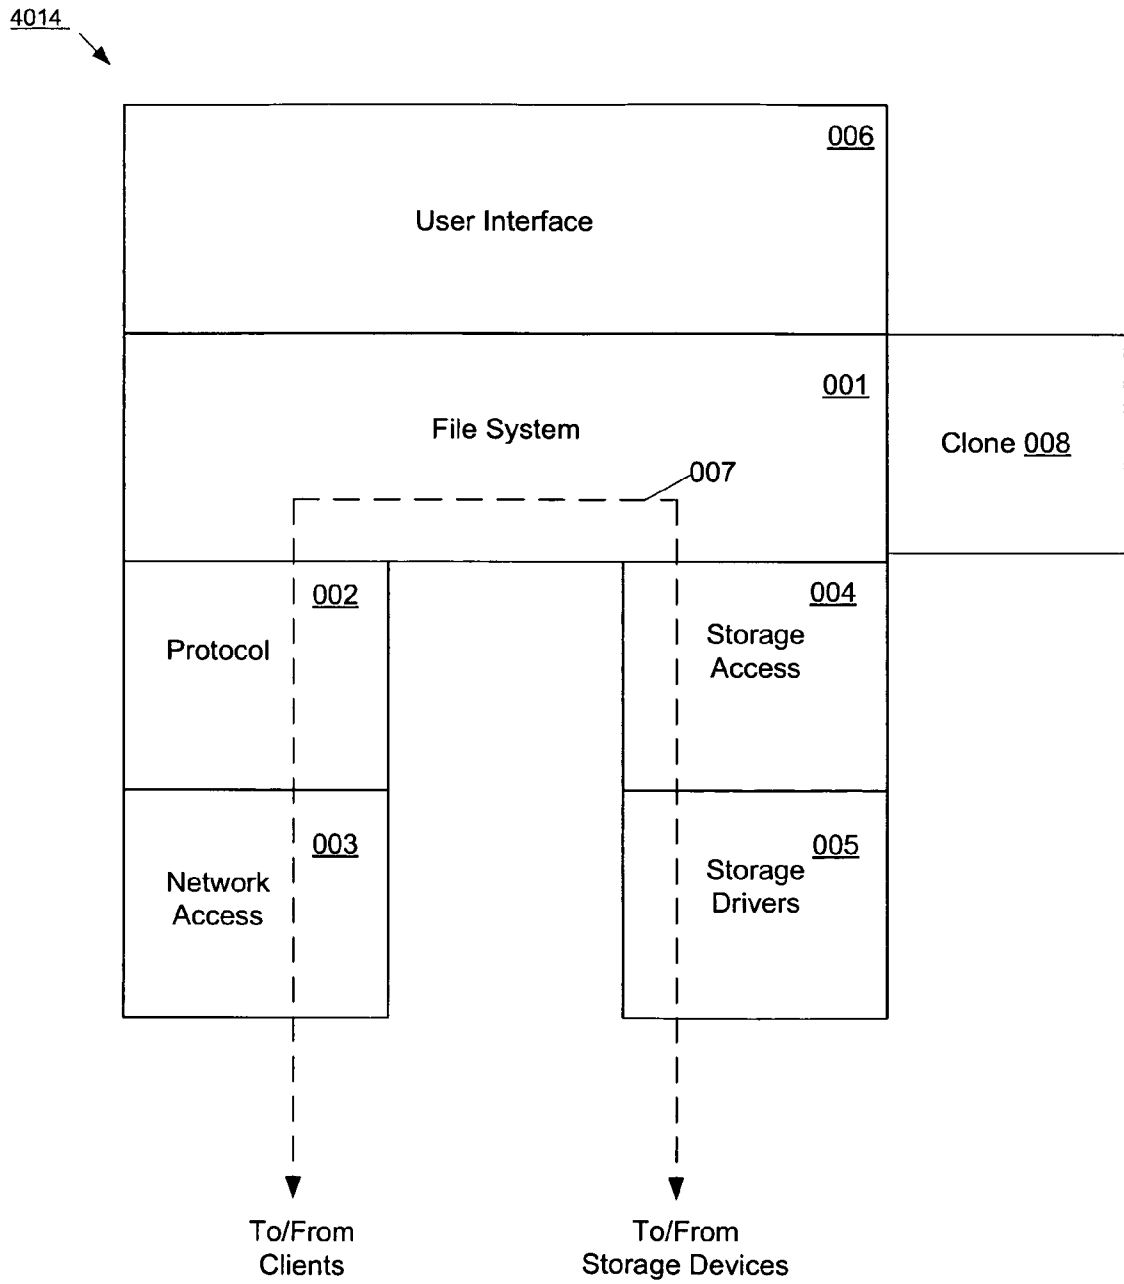 4014
006
User Interface
001
File System
Clone 008
007
002
004
Protocol
Storage
Access
003
005
Network
Access
Storage
Drivers
To/From
Clients
To/From
Storage Devices